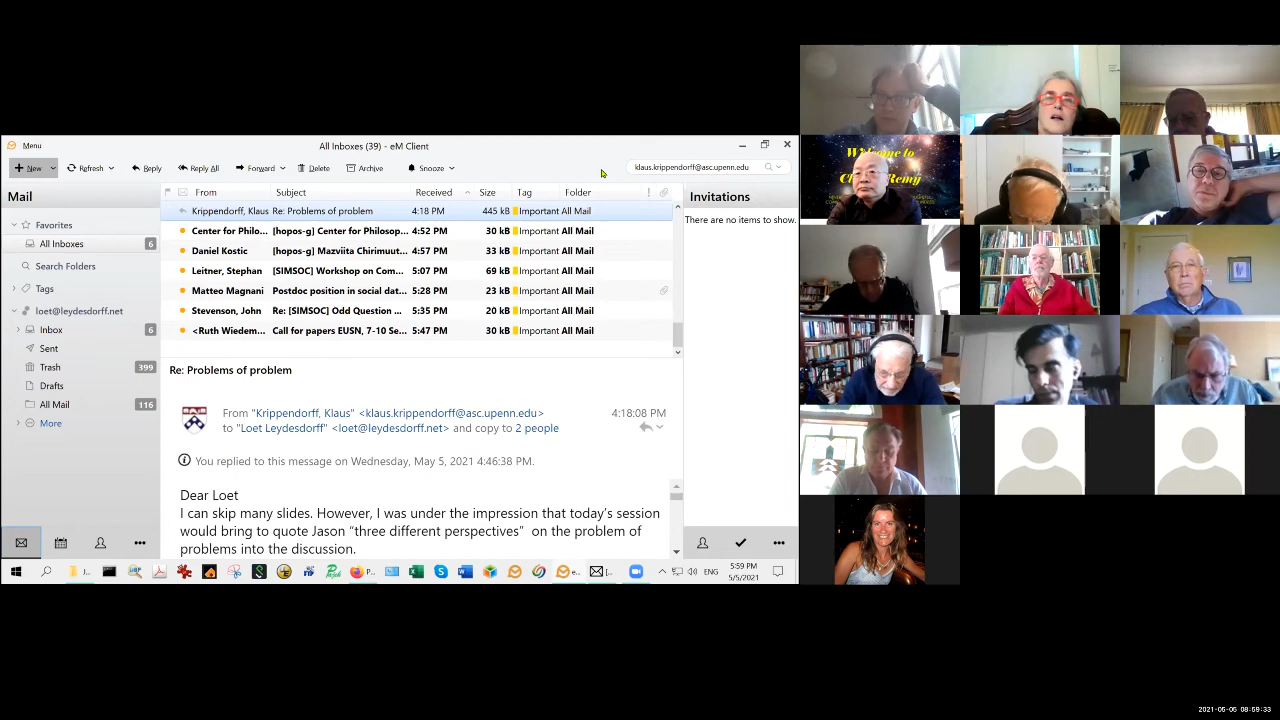 Menu
All Inboxes (39) - eM Client
New
Refresh
Reply
Reply All
Forward
Delete
Archive
Snooze
klaus.krippendorff@asc.upenn.edu
Mail
From Subject Received Size Tag Folder
Invitations
There are no items to show.
Krippendorff, Klaus Re: Problems of problem 4:18 PM 445 kB Important All Mail
Center for Philo... [hopos-g] Center for Philosop... 4:52 PM 30 kB Important All Mail
Daniel Kostic [hopos-g] Mazviita Chirimuut... 4:57 PM 33 kB Important All Mail
Leitner, Stephan [SIMSOC] Workshop on Com... 5:07 PM 69 kB Important All Mail
Matteo Magnani Postdoc position in social dat... 5:28 PM 23 kB Important All Mail
Stevenson, John Re: [SIMSOC] Odd Question ... 5:35 PM 20 kB Important All Mail
<Ruth Wiedem... Call for papers EUSN, 7-10 Se... 5:47 PM 30 kB Important All Mail
Favorites
All Inboxes 6
Search Folders
Tags
loet@leydesdorff.net
Inbox 6
Sent
Trash 399
Drafts
All Mail 116
More
Re: Problems of problem
From "Krippendorff, Klaus" <klaus.krippendorff@asc.upenn.edu> 4:18:08 PM
to "Loet Leydesdorff" <loet@leydesdorff.net> and copy to 2 people
You replied to this message on Wednesday, May 5, 2021 4:46:38 PM.
Dear Loet
I can skip many slides. However, I was under the impression that today's session
would bring to quote Jason "three different perspectives" on the problem of
problems into the discussion.
ENG
5:59 PM
5/5/2021
Welcome to
2021-05-05 08:59:33